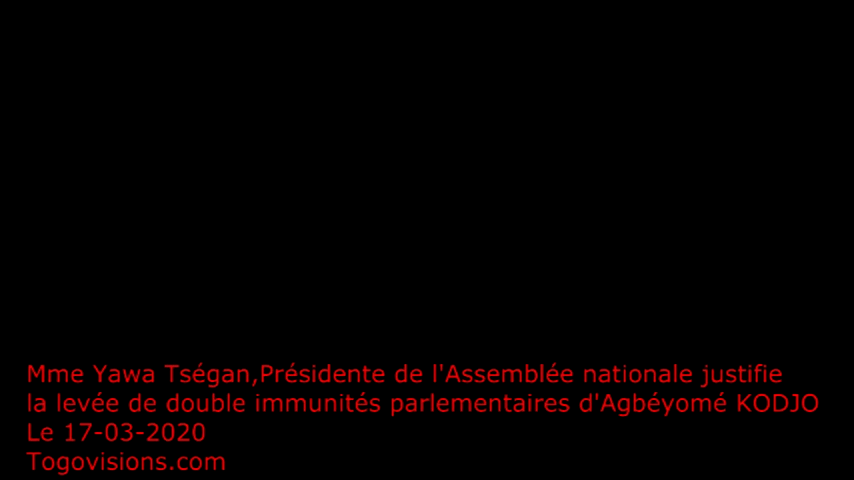 Mme Yawa Tségan,Présidente de l'Assemblée nationale justifie
la levée de double immunités parlementaires d'Agbéyomé KODJO
Le 17-03-2020
Togovisions.com